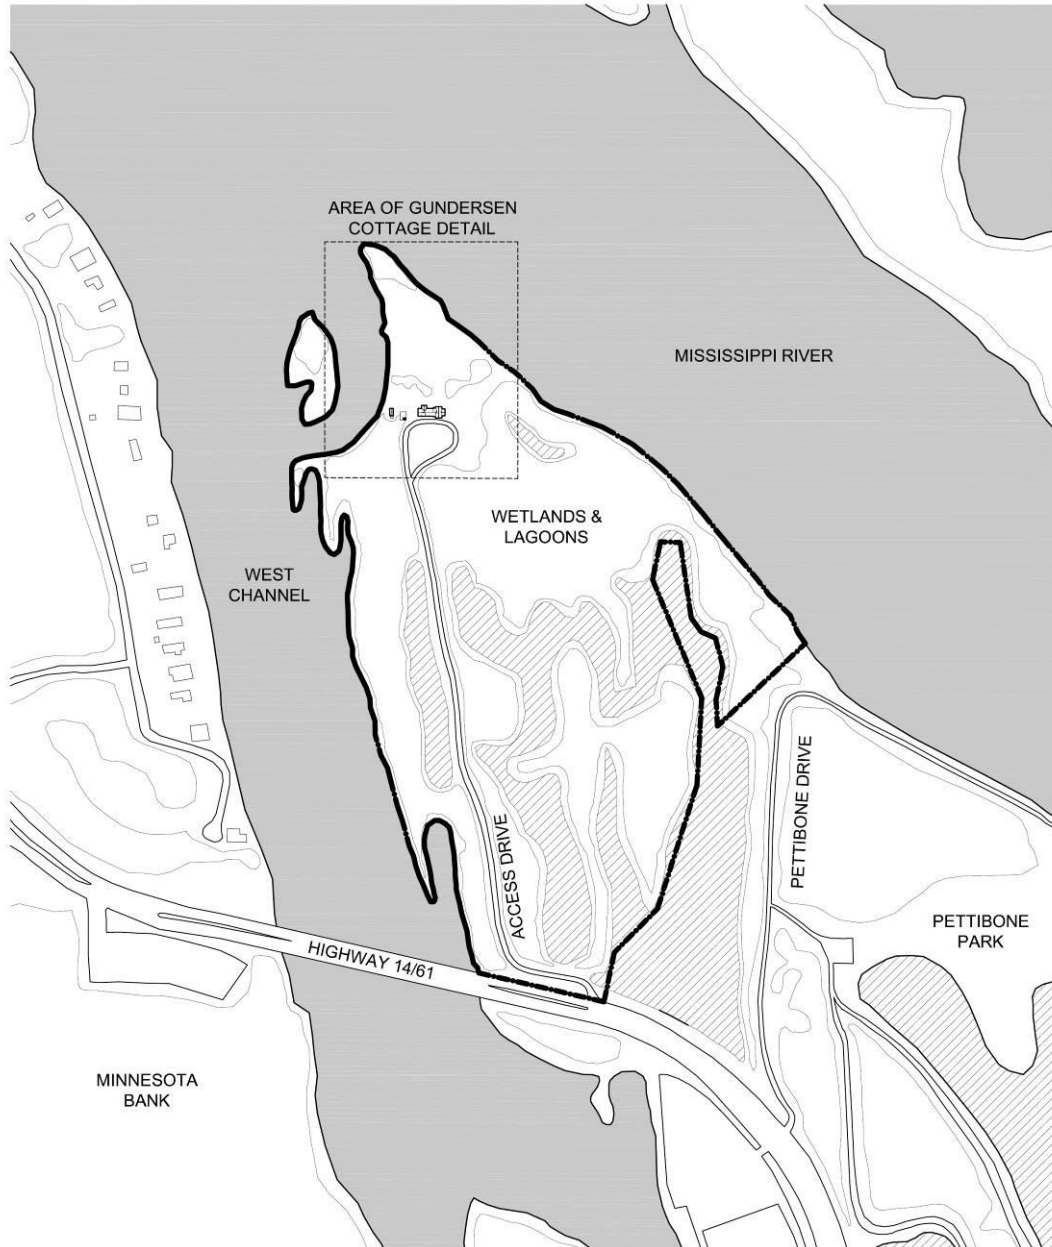 AREA OF GUNDERSEN
COTTAGE DETAIL
MISSISSIPPI RIVER
WETLANDS &
LAGOONS
WEST
CHANNEL
PETTIBONE DRIVE
ACCESS DRIVE
PETTIBONE
PARK
HIGHWAY 14/61
MINNESOTA
BANK